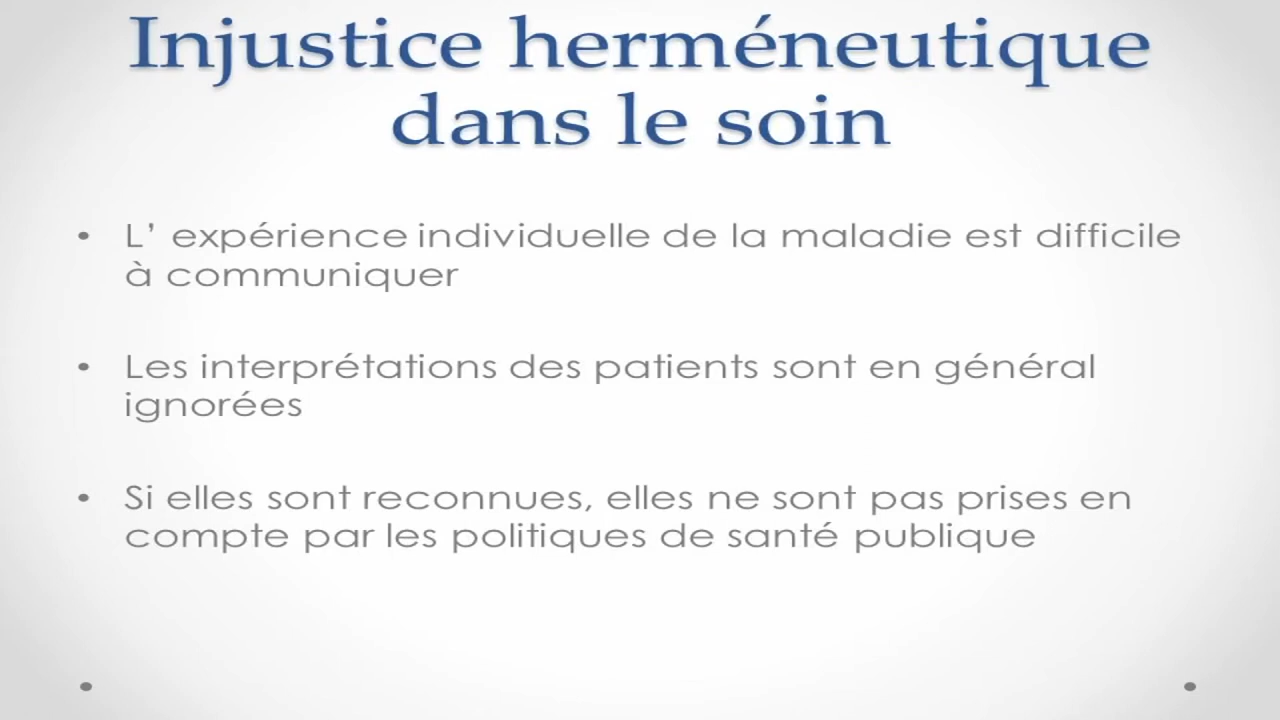 Injustice herméneutique
dans le soin
• L’ expérience individuelle de la maladie est difficile
à communiquer
• Les interprétations des patients sont en général
ignorées
• Si elles sont reconnues, elles ne sont pas prises en
compte par les politiques de santé publique